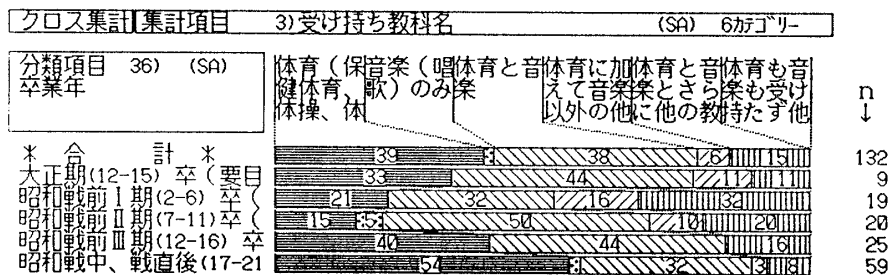 クロス集計 集計項目 3)受け持ち教科名 (SA) 6カテゴリー
分類項目 36) (SA)
卒業年
体育(保健体育、体操、体
音楽(唱歌)のみ
体育と音楽
体育に加えて音楽以外の他
体育と音楽とさらに他の教
体育も音楽も受け持たず他
n
↓
* 合 計 * 39 38 6 15 132
大正期(12-15) 卒(要目 33 44 11 11 9
昭和戦前Ⅰ期(2-6) 卒( 21 32 16 32 19
昭和戦前Ⅱ期(7-11)卒( 15 5 50 10 20 20
昭和戦前Ⅲ期(12-16) 卒 40 44 16 25
昭和戦中、戦直後(17-21 54 32 3 8 59